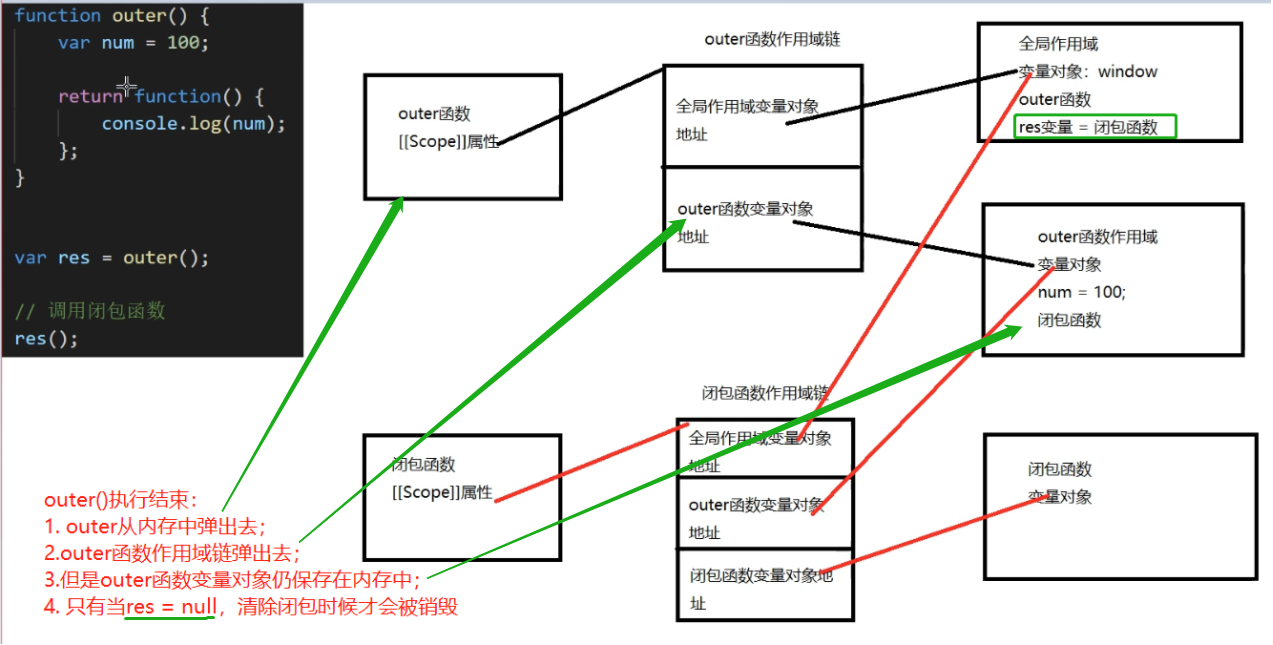 function outer() {
var num = 100;
return function() {
console.log(num);
};
}
var res = outer();
// 调用闭包函数
res();
outer函数
[[Scope]]属性
outer函数作用域链
全局作用域变量对象
地址
outer函数变量对象
地址
全局作用域
变量对象：window
outer函数
res变量 = 闭包函数
outer函数作用域
变量对象
num = 100;
闭包函数
闭包函数
[[Scope]]属性
闭包函数作用域链
全局作用域变量对象
地址
outer函数变量对象
地址
闭包函数变量对象地
址
闭包函数
变量对象
outer()执行结束：
1. outer从内存中弹出去；
2.outer函数作用域链弹出去；
3.但是outer函数变量对象仍保存在内存中；
4. 只有当res = null，清除闭包时候才会被销毁